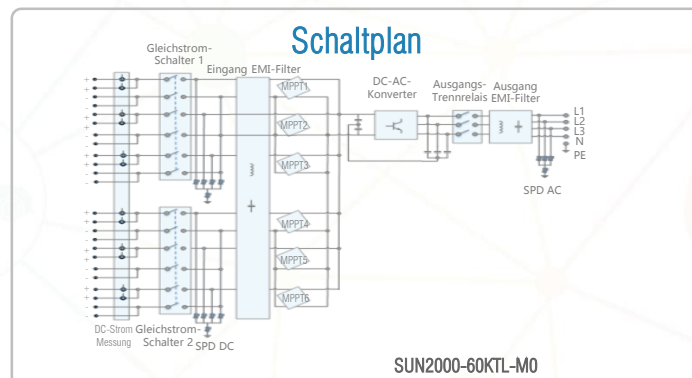 Schaltplan
Gleichstrom-
Schalter 1
Eingang EMI-Filter
DC-AC-
Konverter
Ausgangs-
Trennrelais
Ausgang
EMI-Filter
MPPT1
MPPT2
MPPT3
MPPT4
MPPT5
MPPT6
L1
L2
L3
N
PE
SPD AC
DC-Strom
Messung
Gleichstrom-
Schalter 2
SPD DC
SUN2000-60KTL-M0